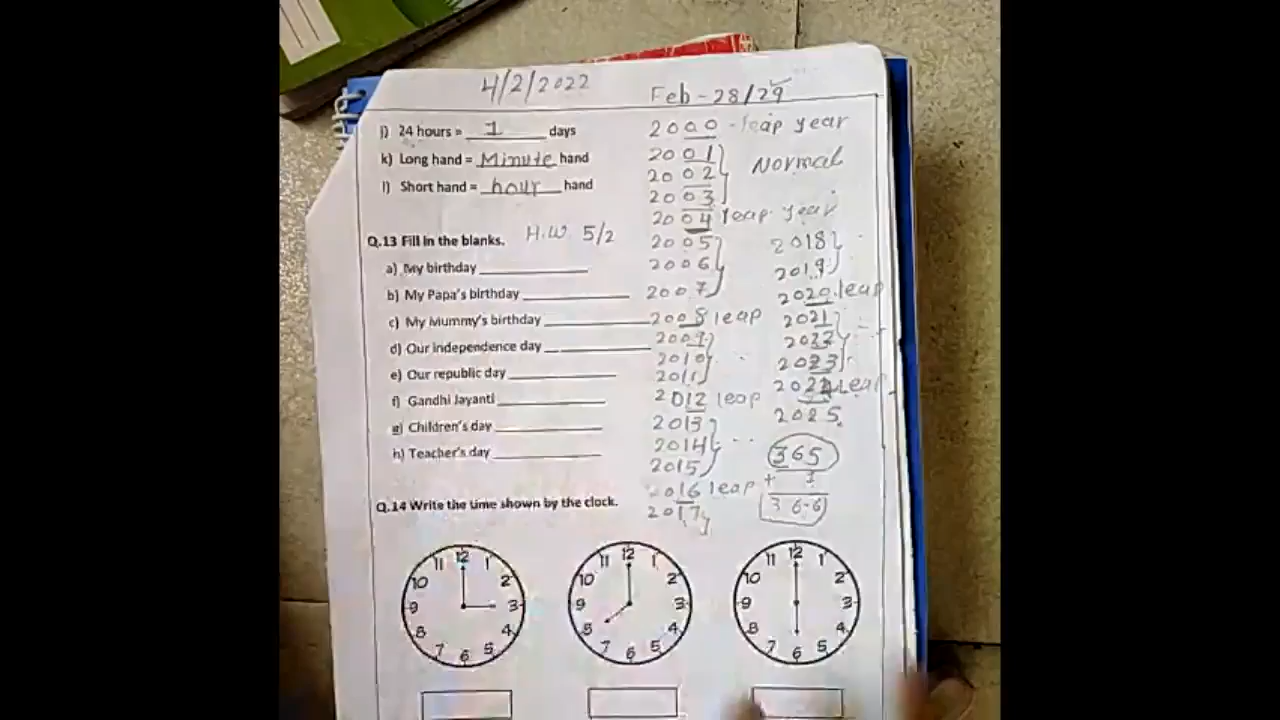 4/2/2022
Feb - 28/29
j) 24 hours = 1 days
k) Long hand = Minute hand
l) Short hand = hour hand
Q.13 Fill in the blanks. H.W 5/2
a) My birthday
b) My Papa's birthday
c) My Mummy's birthday
d) Our independence day
e) Our republic day
f) Gandhi Jayanti
g) Children's day
h) Teacher's day
2000 - leap year
2001
2002 Normal
2003
2004 leap year
2005
2006
2007
2008 leap
2009
2010
2011
2012 leap
2013
2014
2015
2016 leap
2017
2018
2019
2020 leap
2021
2022
2023
2024 Leap
2025
365
+ 1
366
Q.14 Write the time shown by the clock.
12 1 2 3 4 5 6 7 8 9 10 11
12 1 2 3 4 5 6 7 8 9 10 11
12 1 2 3 4 5 6 7 8 9 10 11